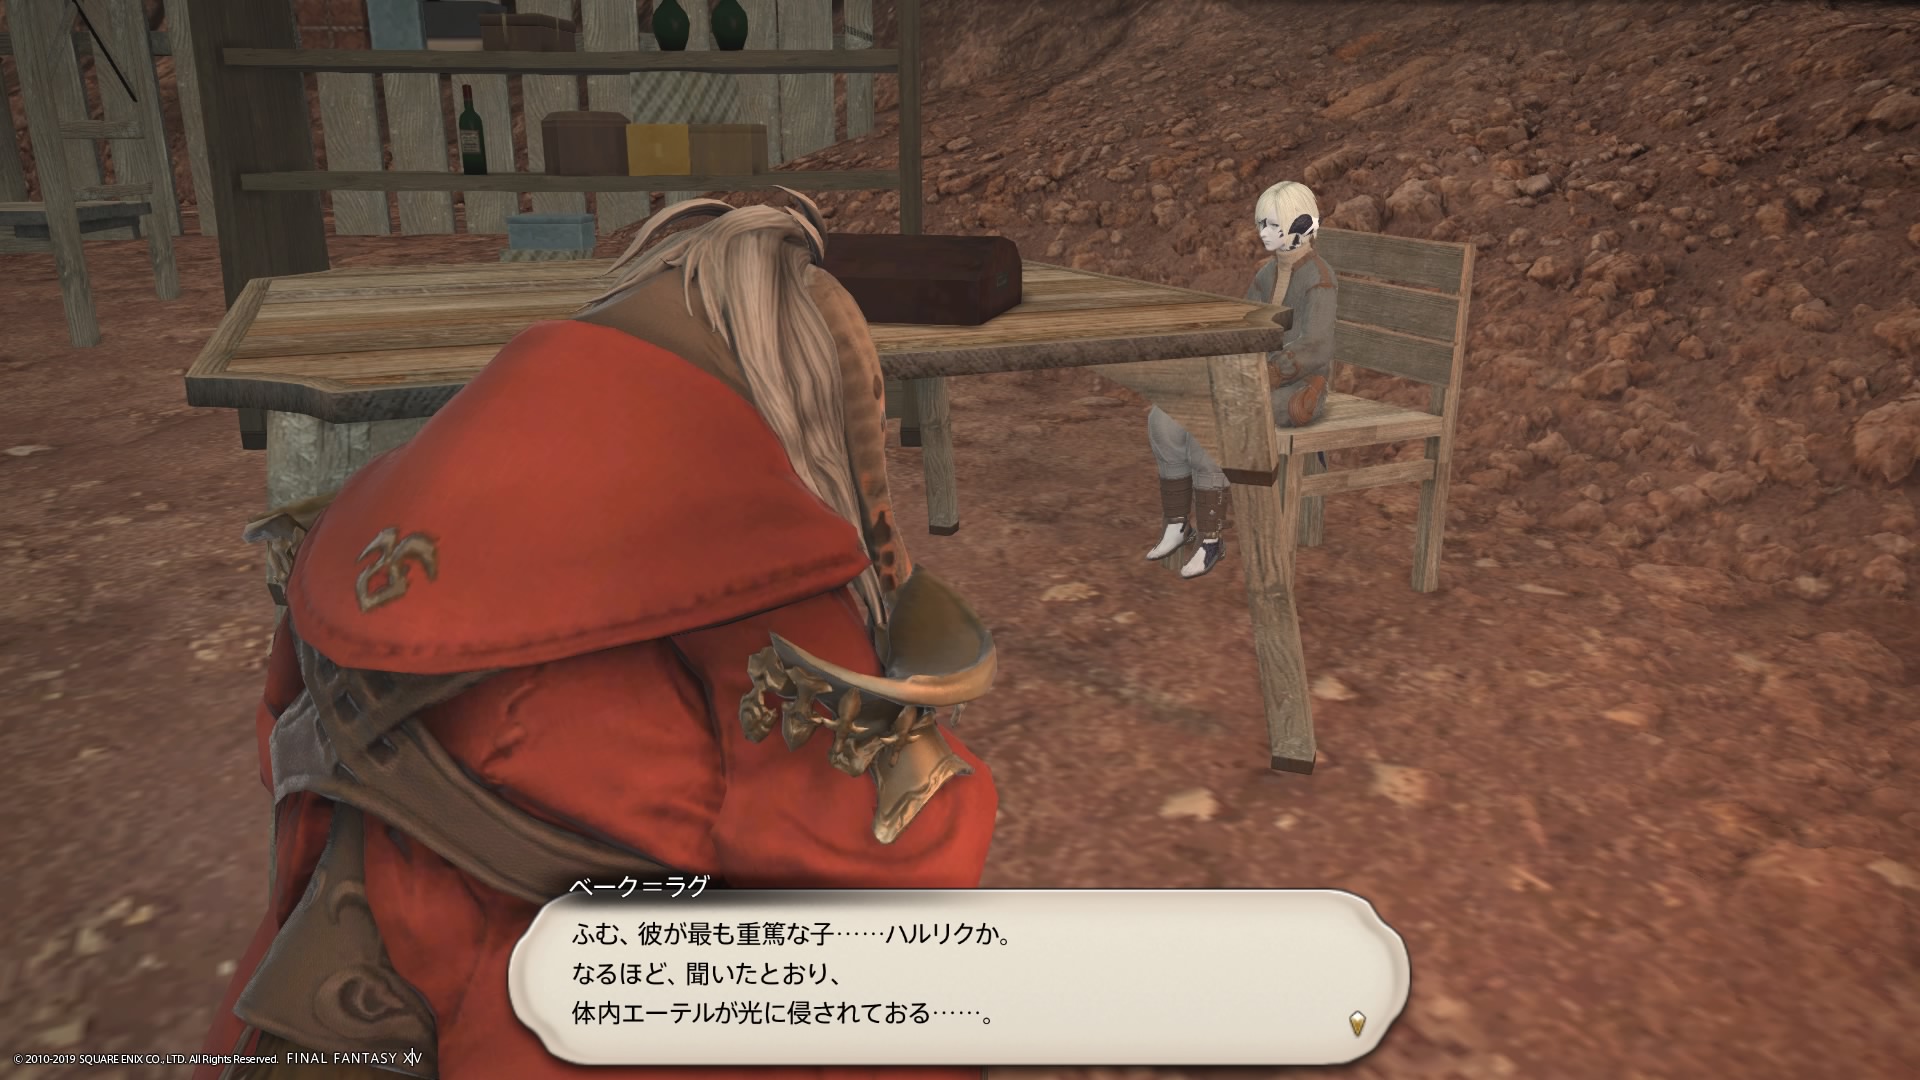 ベーク＝ラグ
ふむ、彼が最も重篤な子……ハルリクか。
なるほど、聞いたとおり、
体内エーテルが光に侵されておる……。
© 2010-2019 SQUARE ENIX CO., LTD. All Rights Reserved. FINAL FANTASY XIV